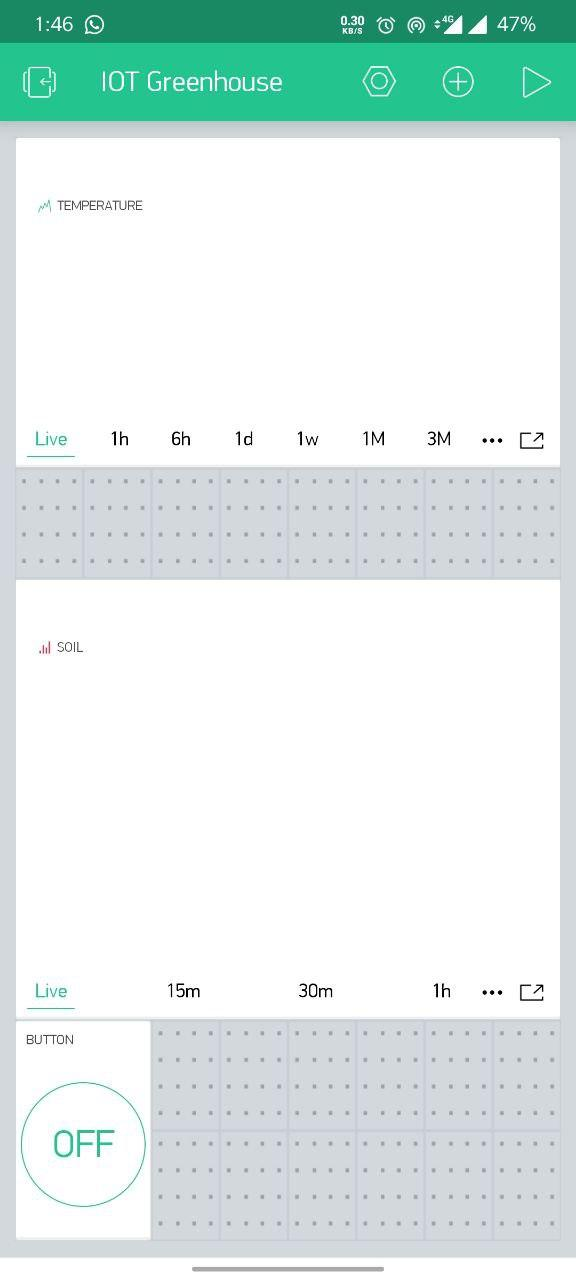 1:46 0.30 KB/S 4G 47%
IOT Greenhouse
TEMPERATURE
Live 1h 6h 1d 1w 1M 3M •••
SOIL
Live 15m 30m 1h •••
BUTTON
OFF